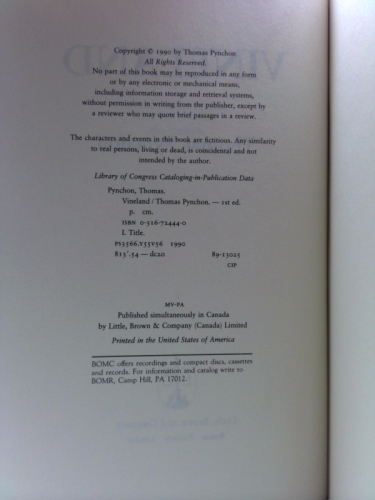 Copyright © 1990 by Thomas Pynchon
All Rights Reserved.
No part of this book may be reproduced in any form
or by any electronic or mechanical means,
including information storage and retrieval systems,
without permission in writing from the publisher, except by
a reviewer who may quote brief passages in a review.
The characters and events in this book are fictitious. Any similarity
to real persons, living or dead, is coincidental and not
intended by the author.
Library of Congress Cataloging-in-Publication Data
Pynchon, Thomas.
Vineland / Thomas Pynchon. — 1st ed.
p. cm.
ISBN 0-316-72444-0
I. Title.
PS3566.Y55V56 1990
813'.54 — dc20 89-13025
CIP
MV-PA
Published simultaneously in Canada
by Little, Brown & Company (Canada) Limited
Printed in the United States of America
BOMC offers recordings and compact discs, cassettes
and records. For information and catalog write to
BOMR, Camp Hill, PA 17012.